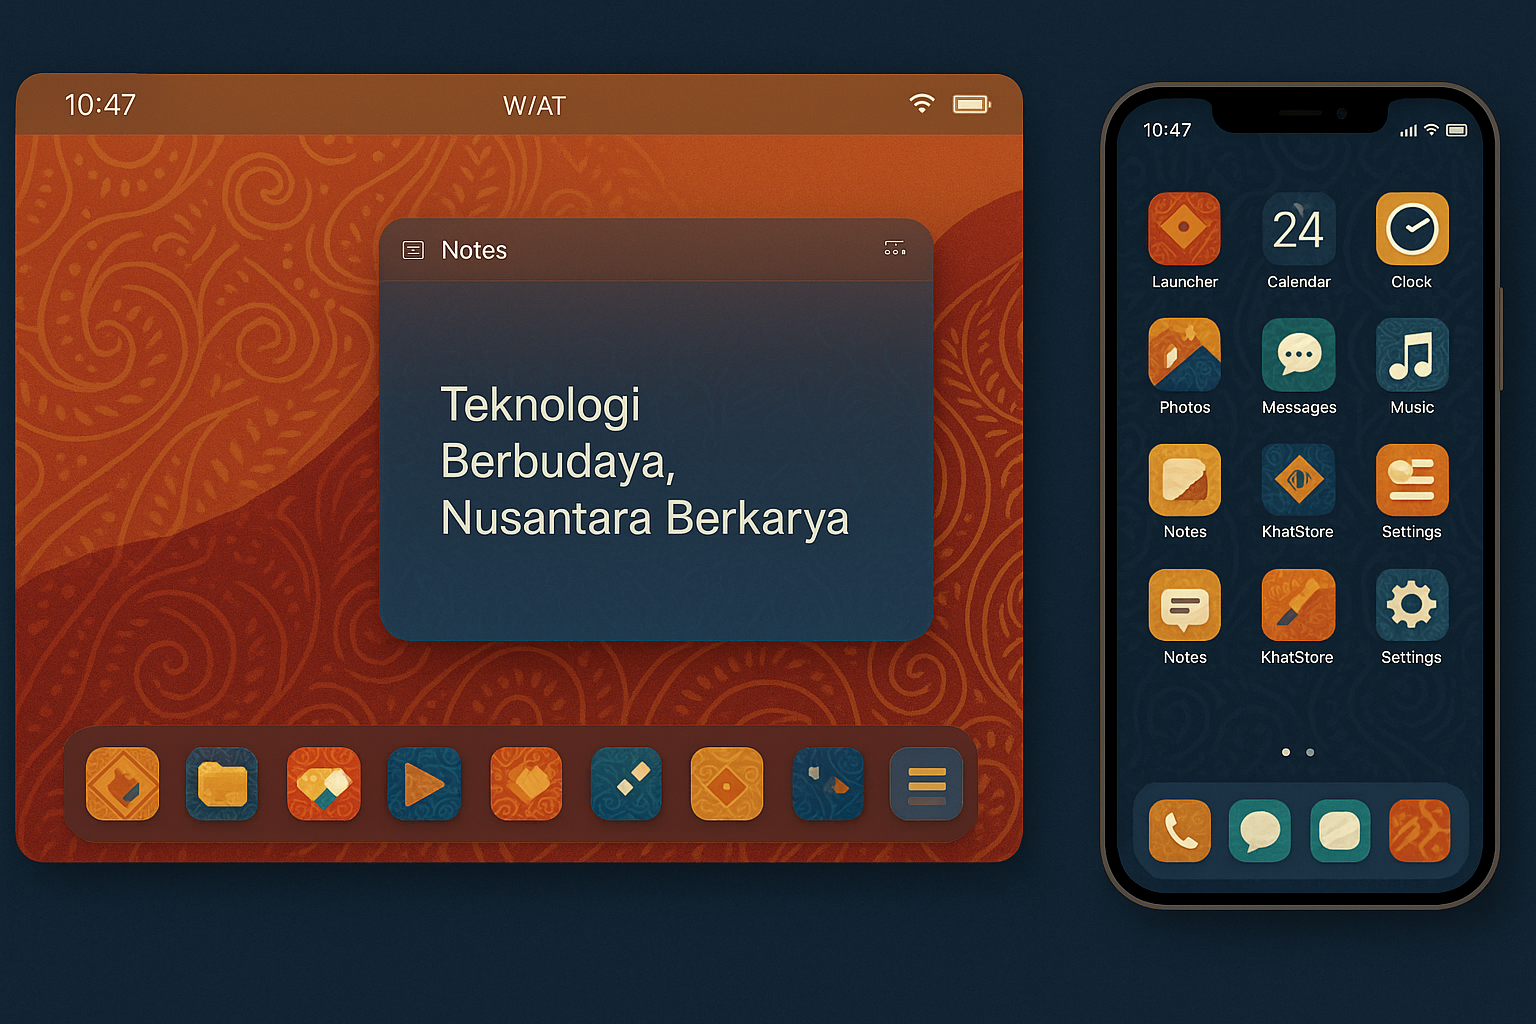 10:47
W/AT
Notes
Teknologi
Berbudaya,
Nusantara Berkarya
10:47
24
Launcher
Calendar
Clock
Photos
Messages
Music
Notes
KhatStore
Settings
Notes
KhatStore
Settings